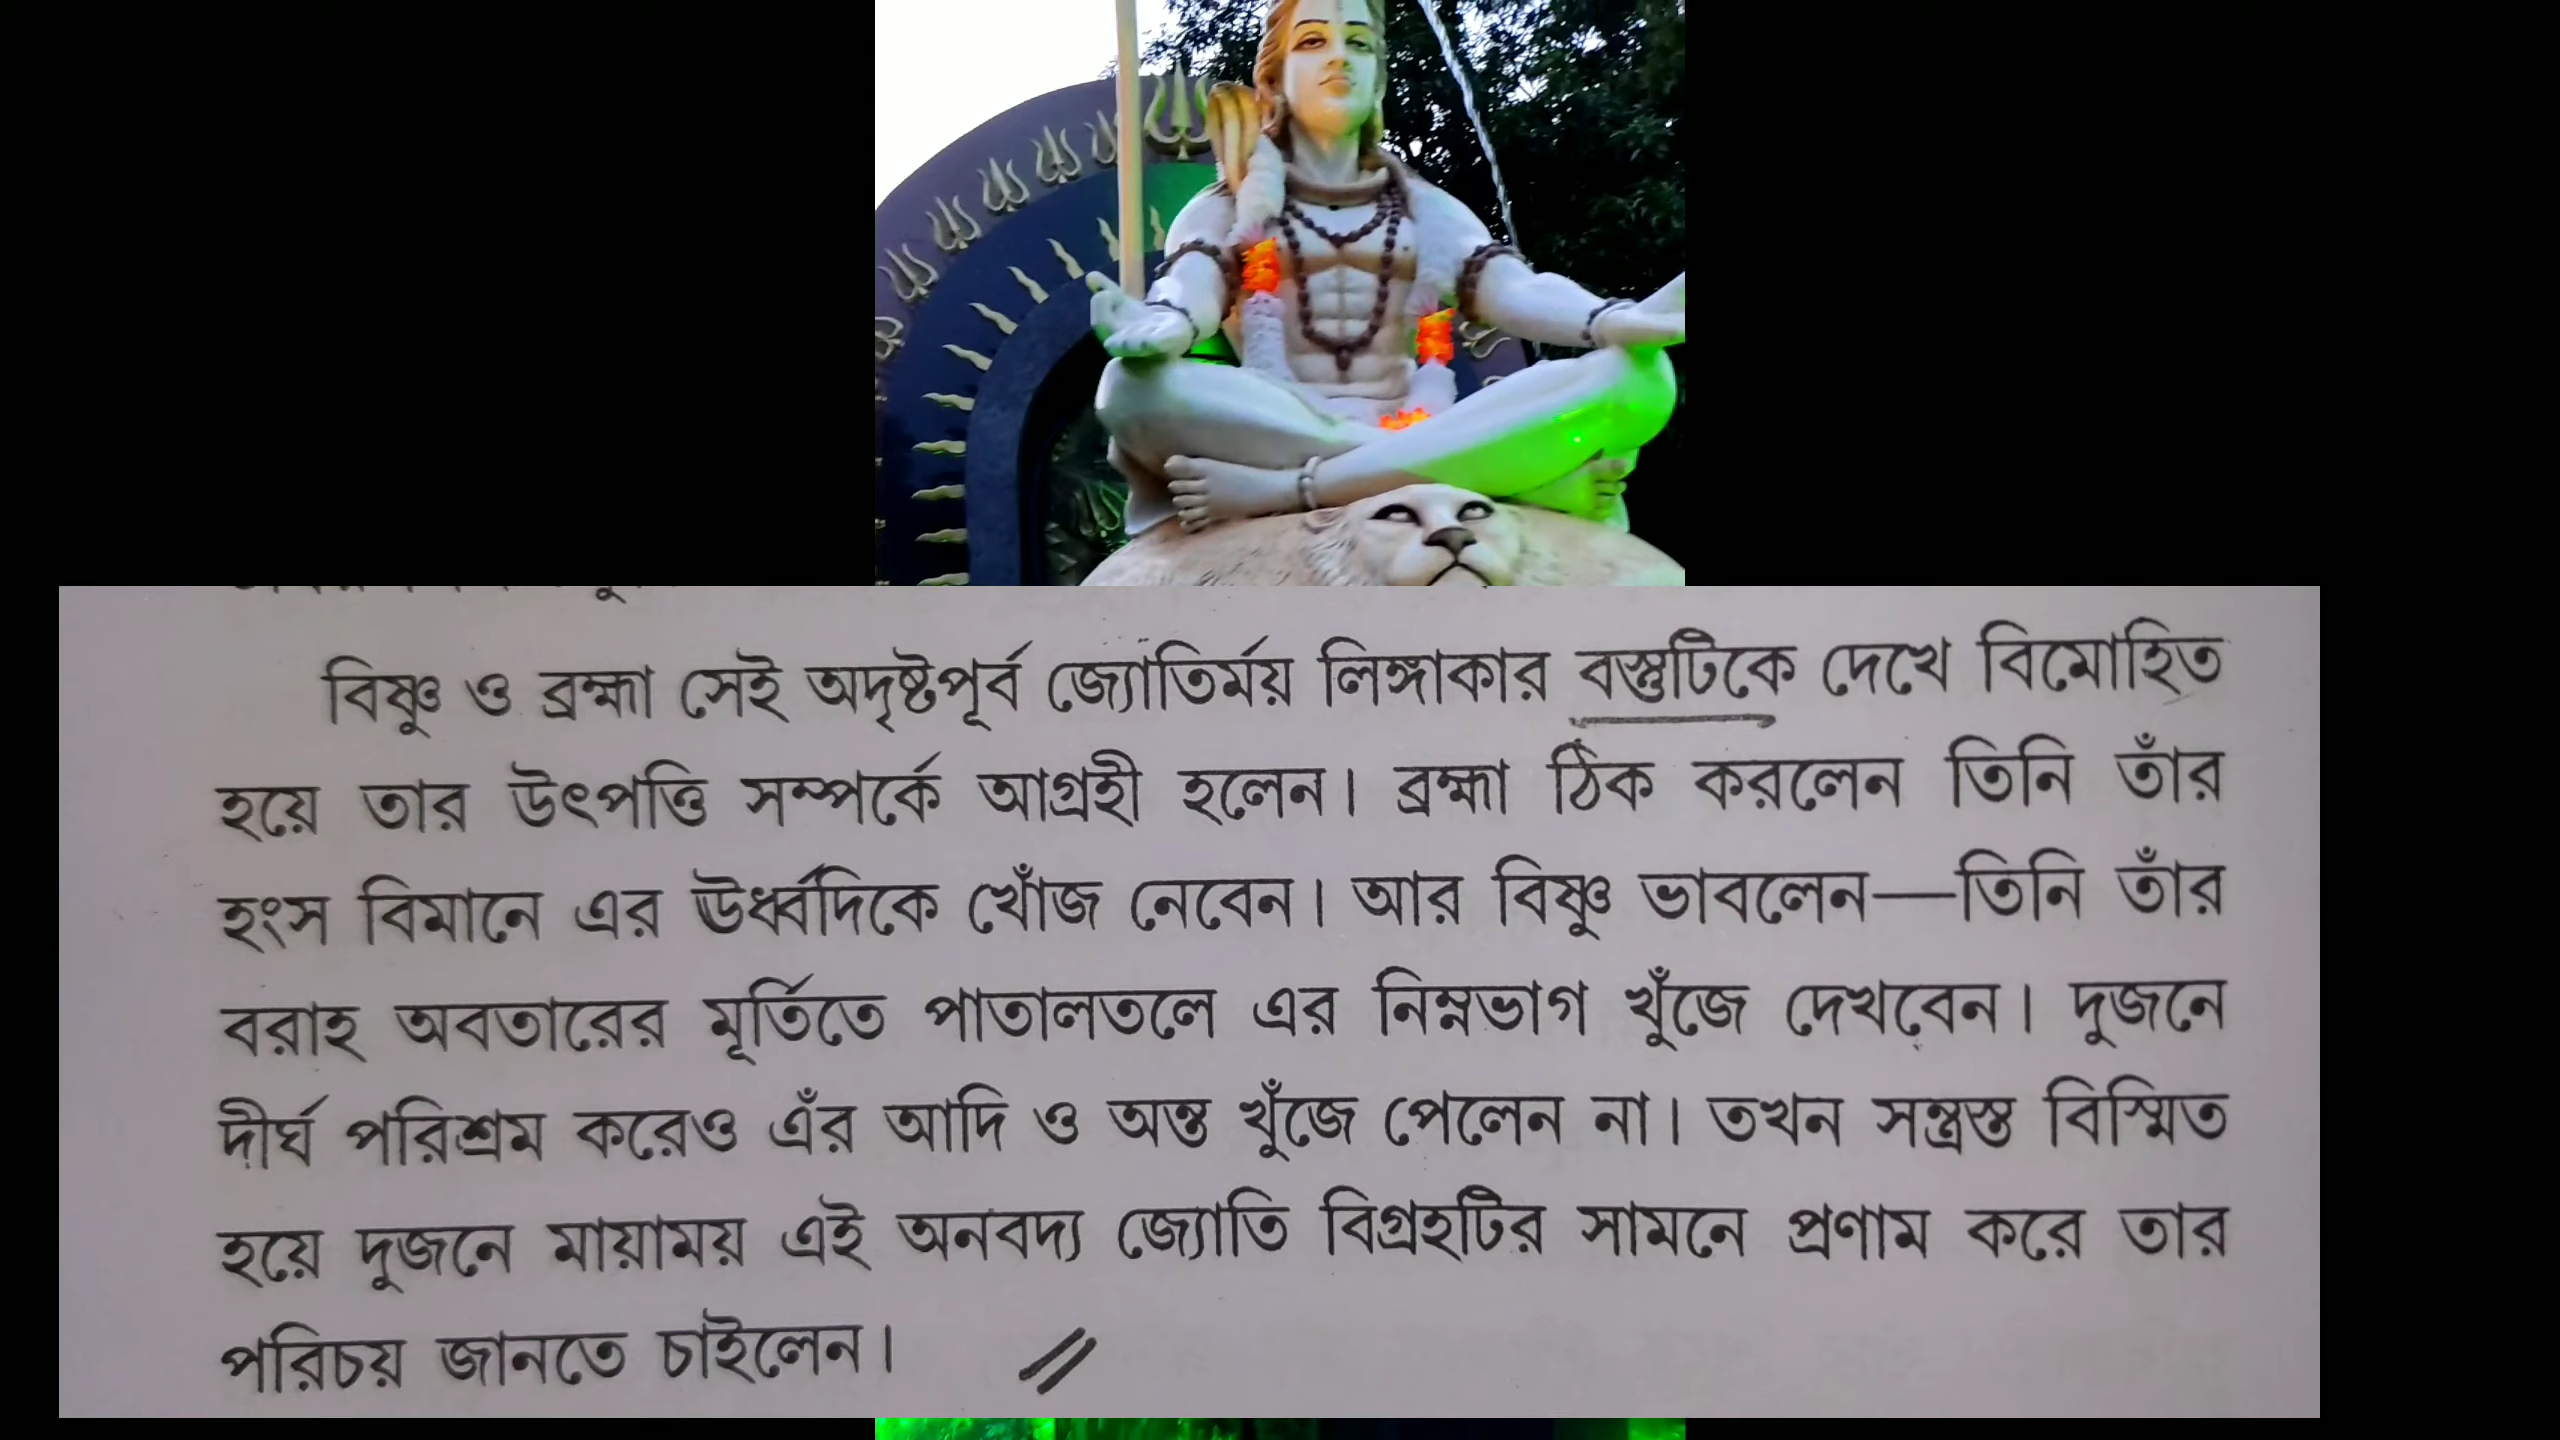 বিষ্ণু ও ব্রহ্মা সেই অদৃষ্টপূর্ব জ্যোতির্ময় লিঙ্গাকার বস্তুটিকে দেখে বিমোহিত
হয়ে তার উৎপত্তি সম্পর্কে আগ্রহী হলেন। ব্রহ্মা ঠিক করলেন তিনি তাঁর
হংস বিমানে এর ঊর্ধ্বদিকে খোঁজ নেবেন। আর বিষ্ণু ভাবলেন—তিনি তাঁর
বরাহ অবতারের মূর্তিতে পাতালতলে এর নিম্নভাগ খুঁজে দেখবেন। দুজনে
দীর্ঘ পরিশ্রম করেও এঁর আদি ও অন্ত খুঁজে পেলেন না। তখন সন্ত্রস্ত বিস্মিত
হয়ে দুজনে মায়াময় এই অনবদ্য জ্যোতি বিগ্রহটির সামনে প্রণাম করে তার
পরিচয় জানতে চাইলেন।